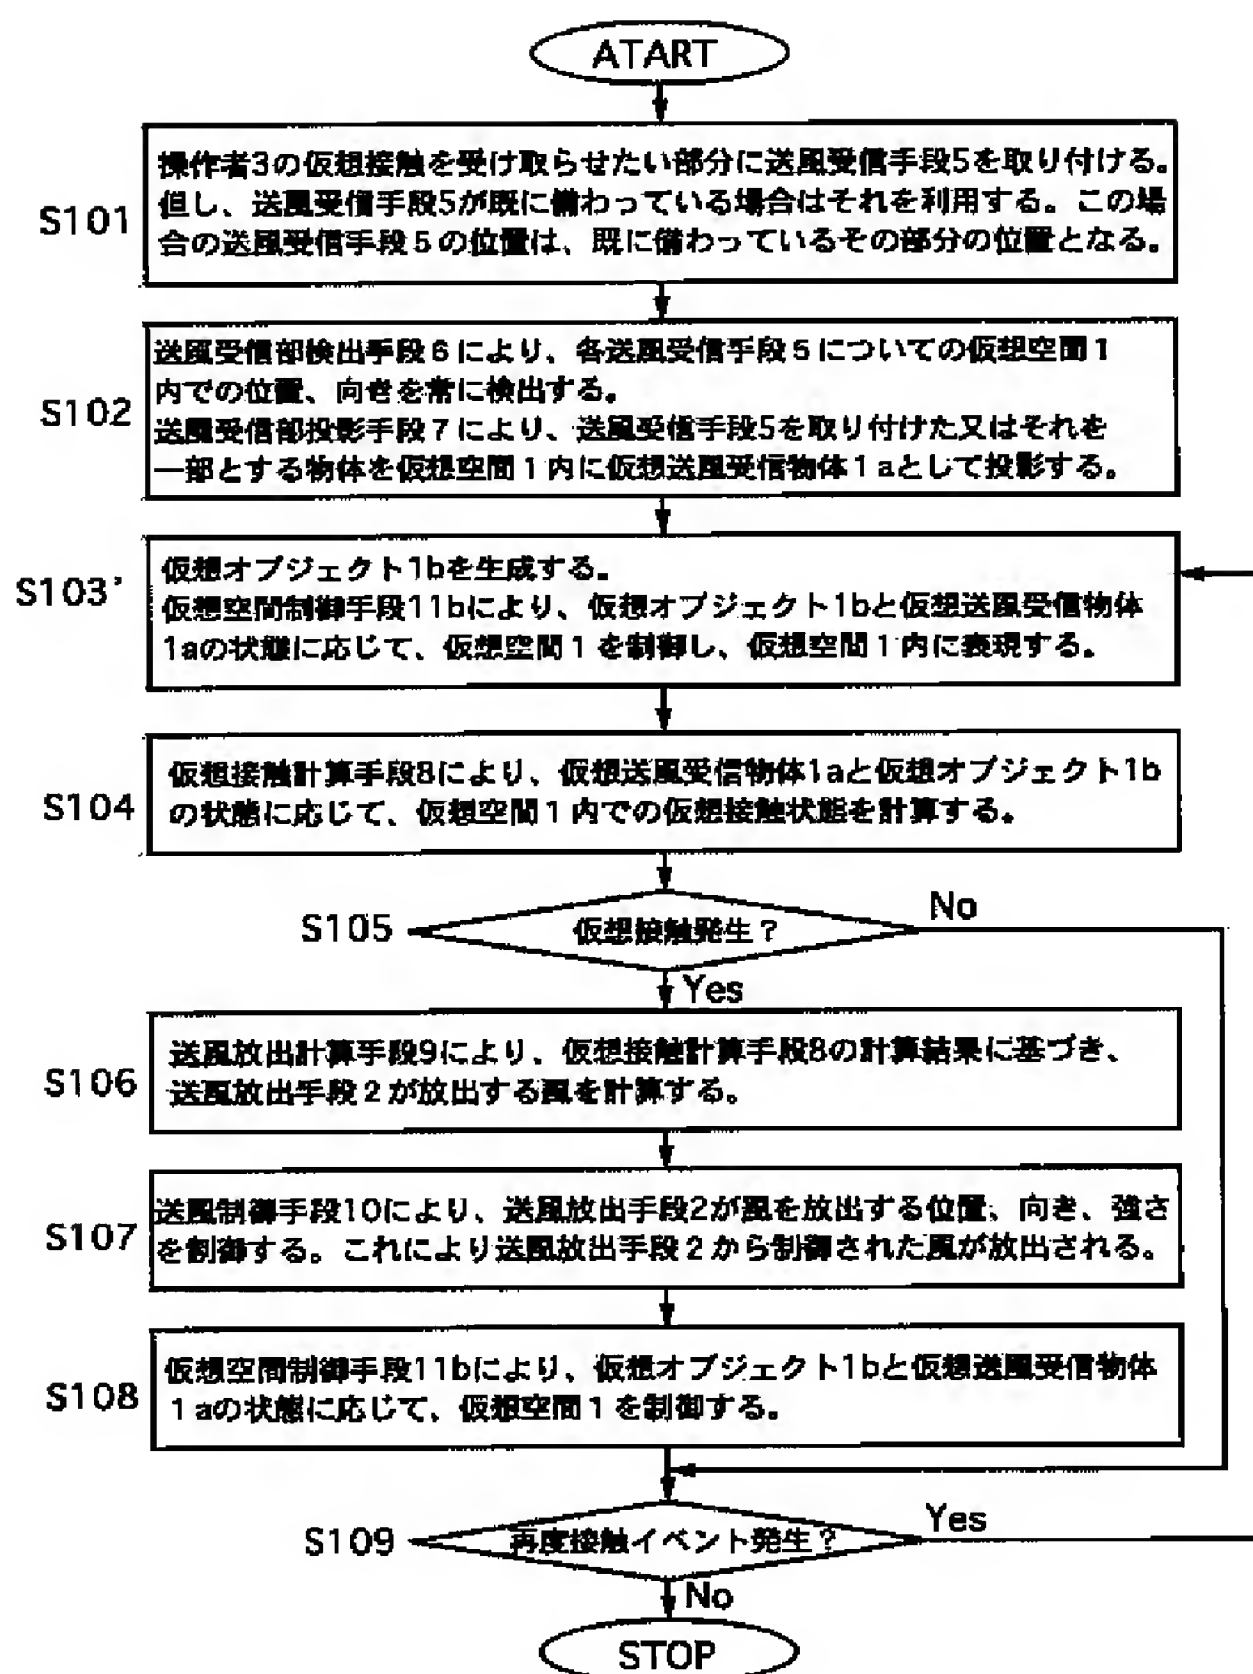 ATART
S101
操作者3の仮想接触を受け取らせたい部分に送風受信手段5を取り付ける。
但し、送風受信手段5が既に備わっている場合はそれを利用する。この場
合の送風受信手段5の位置は、既に備わっているその部分の位置となる。
S102
送風受信部検出手段6により、各送風受信手段5についての仮想空間1
内での位置、向きを常に検出する。
送風受信部投影手段7により、送風受信手段5を取り付けた又はそれを
一部とする物体を仮想空間1内に仮想送風受信物体1aとして投影する。
S103'
仮想オブジェクト1bを生成する。
仮想空間制御手段11bにより、仮想オブジェクト1bと仮想送風受信物体
1aの状態に応じて、仮想空間1を制御し、仮想空間1内に表現する。
S104
仮想接触計算手段8により、仮想送風受信物体1aと仮想オブジェクト1b
の状態に応じて、仮想空間1内での仮想接触状態を計算する。
S105
仮想接触発生?
No
Yes
S106
送風放出計算手段9により、仮想接触計算手段8の計算結果に基づき、
送風放出手段2が放出する風を計算する。
S107
送風制御手段10により、送風放出手段2が風を放出する位置、向き、強さ
を制御する。これにより送風放出手段2から制御された風が放出される。
S108
仮想空間制御手段11bにより、仮想オブジェクト1bと仮想送風受信物体
1aの状態に応じて、仮想空間1を制御する。
S109
再度接触イベント発生?
Yes
No
STOP